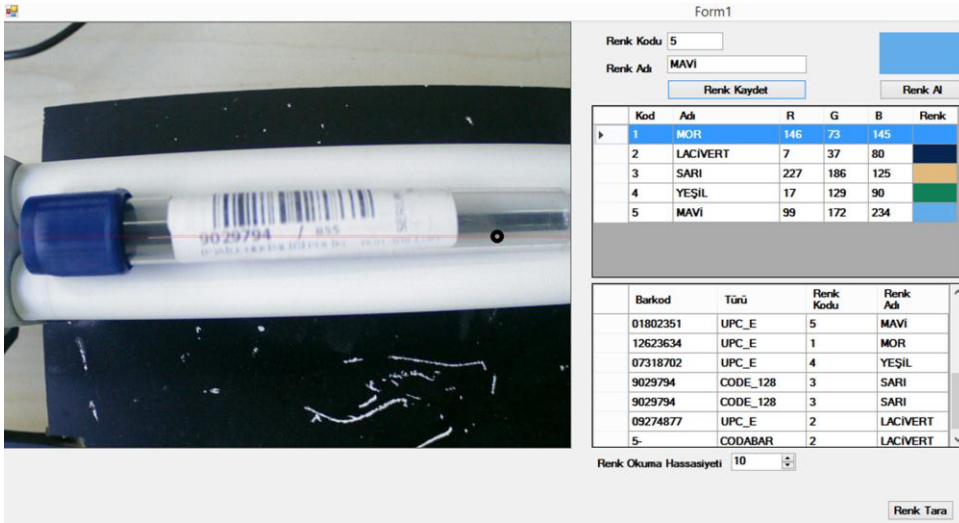 Form1
Renk Kodu 5
Renk Adı MAVİ
Renk Kaydet
Renk Al
Kod Adı R G B Renk
1 MOR 146 73 145
2 LACİVERT 7 37 80
3 SARI 227 186 125
4 YEŞİL 17 129 90
5 MAVİ 99 172 234
9029794 / 855
SERUM
Barkod Türü Renk Kodu Renk Adı
01802351 UPC_E 5 MAVİ
12623634 UPC_E 1 MOR
07318702 UPC_E 4 YEŞİL
9029794 CODE_128 3 SARI
9029794 CODE_128 3 SARI
09274877 UPC_E 2 LACİVERT
5- CODABAR 2 LACİVERT
Renk Okuma Hassasiyeti 10
Renk Tara